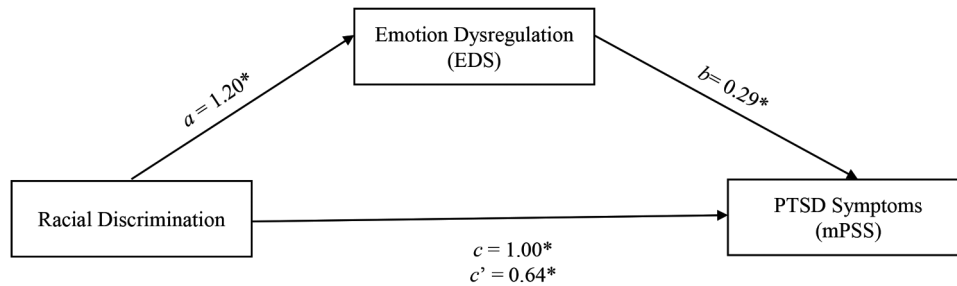 Emotion Dysregulation
(EDS)
a = 1.20*
b= 0.29*
Racial Discrimination
PTSD Symptoms
(mPSS)
c = 1.00*
c’ = 0.64*